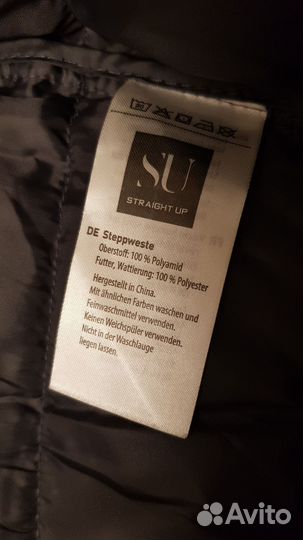 SU
STRAIGHT UP
DE Steppweste
Oberstoff: 100 % Polyamid
Futter, Wattierung: 100 % Polyester
Hergestellt in China.
Mit ähnlichen Farben waschen und
Feinwaschmittel verwenden.
Keinen Weichspüler verwenden.
Nicht in der Waschlauge
liegen lassen.
Avito